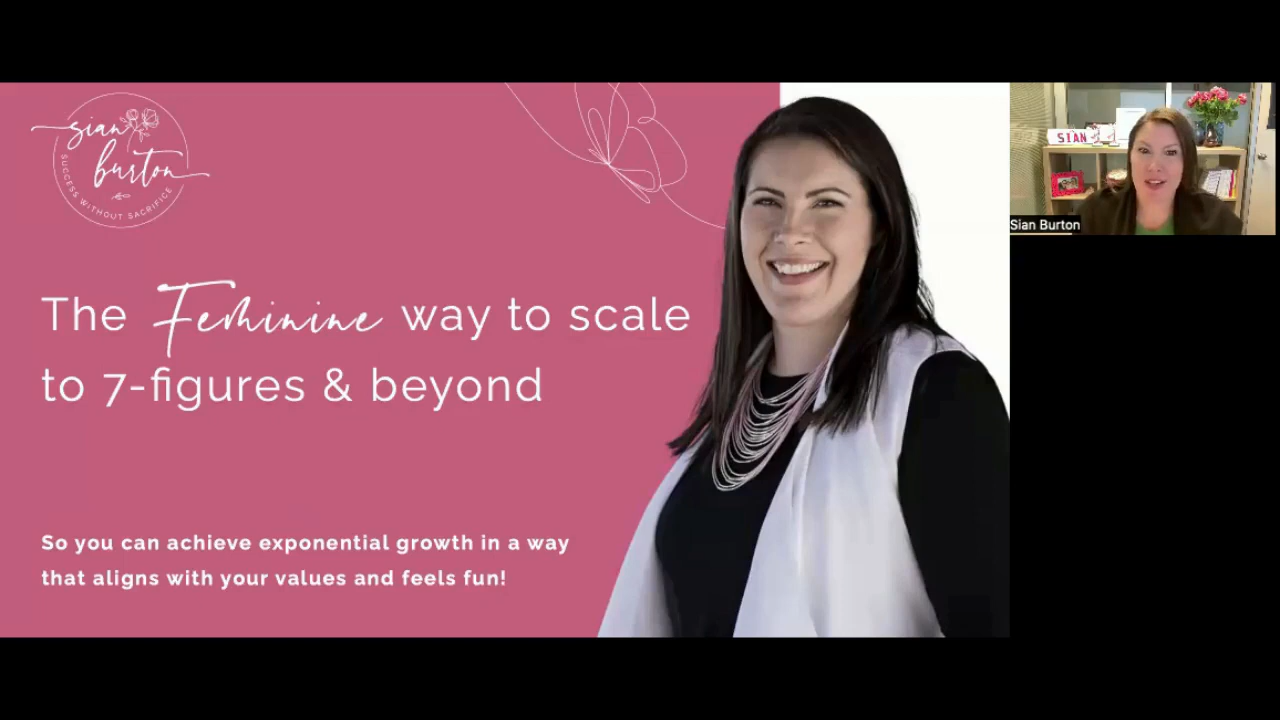 sian
burton
SUCCESS WITHOUT SACRIFICE
The Feminine way to scale
to 7-figures & beyond
So you can achieve exponential growth in a way
that aligns with your values and feels fun!
SIAN
Sian Burton